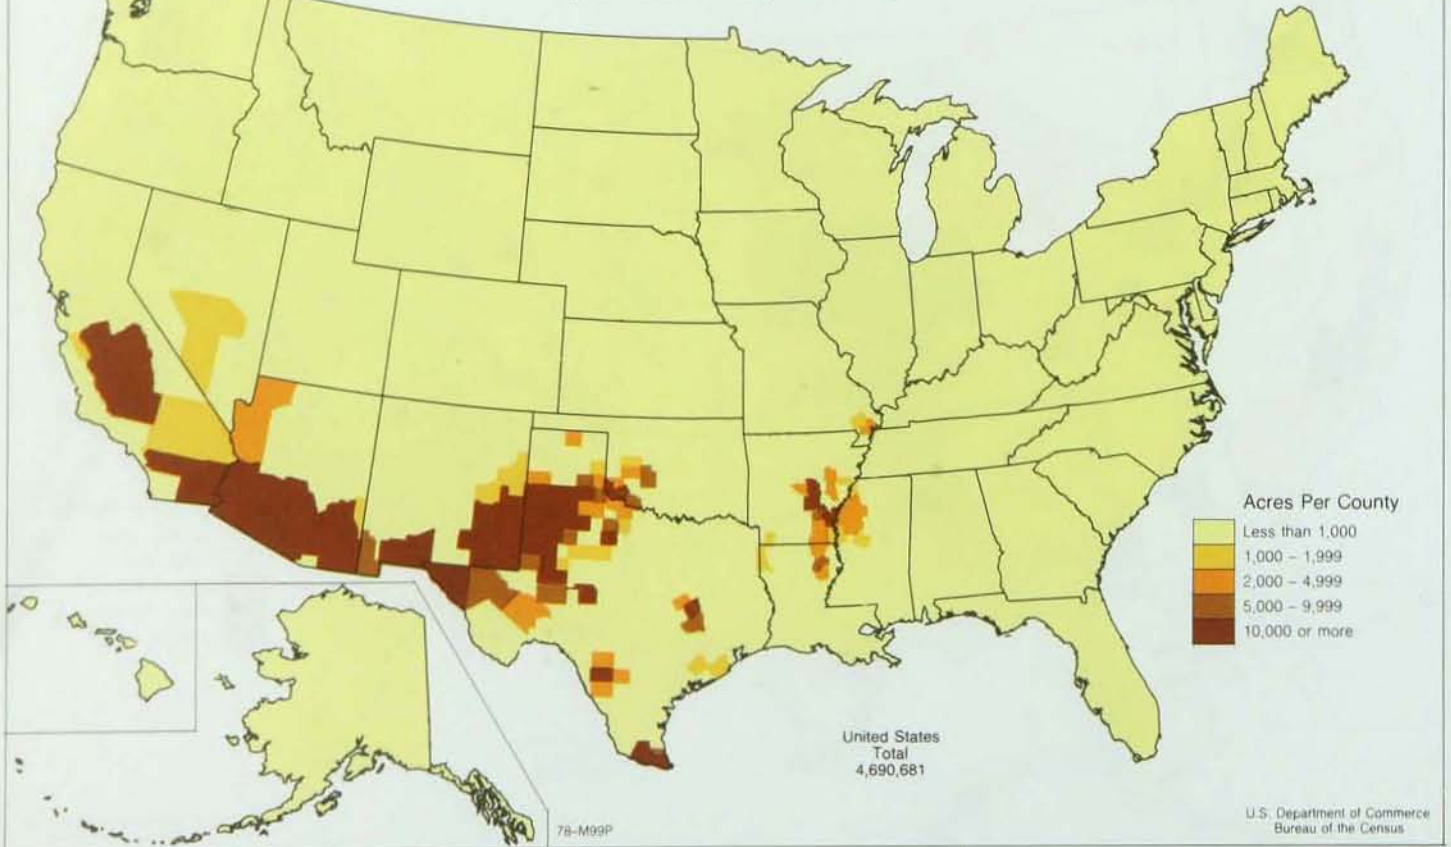 Acres Per County
Less than 1,000
1,000 – 1,999
2,000 – 4,999
5,000 – 9,999
10,000 or more
United States
Total
4,690,681
78-M99P
U.S. Department of Commerce
Bureau of the Census